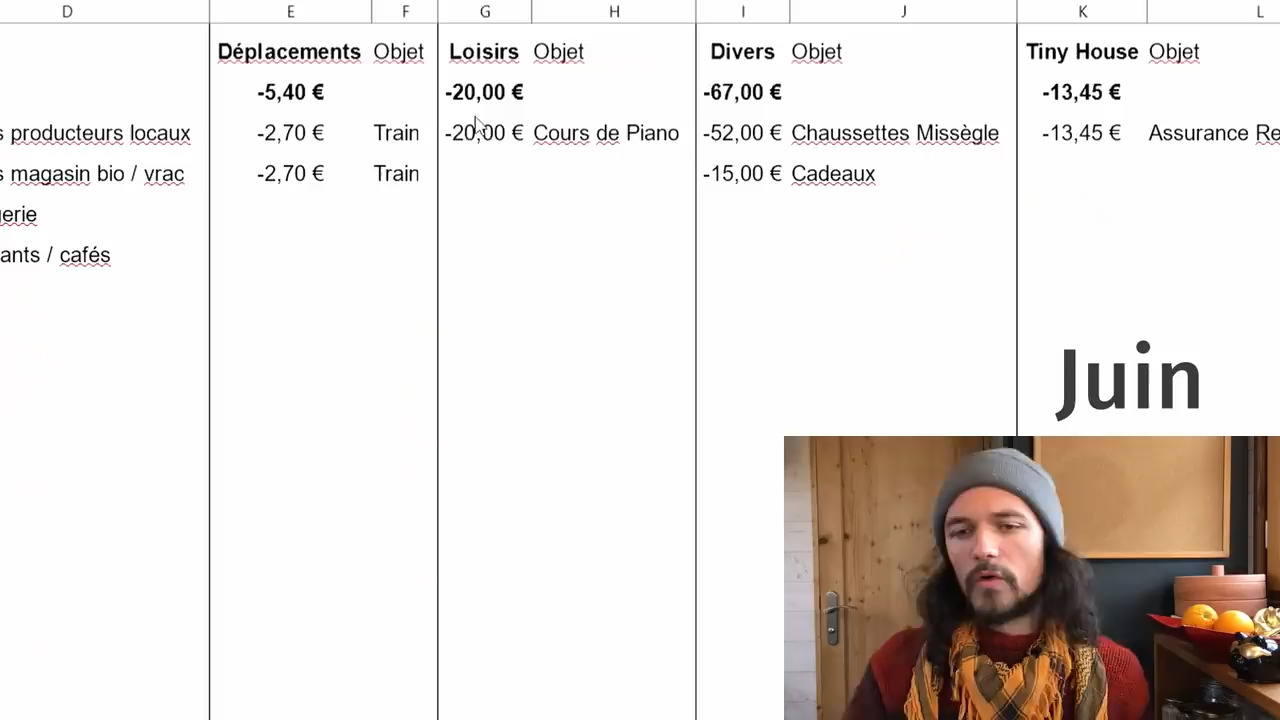 D E F G H I J K L
Déplacements Objet Loisirs Objet Divers Objet Tiny House Objet
-5,40 € -20,00 € -67,00 € -13,45 €
producteurs locaux -2,70 € Train -20,00 € Cours de Piano -52,00 € Chaussettes Missègle -13,45 € Assurance Re
magasin bio / vrac -2,70 € Train -15,00 € Cadeaux
gerie
ants / cafés
Juin